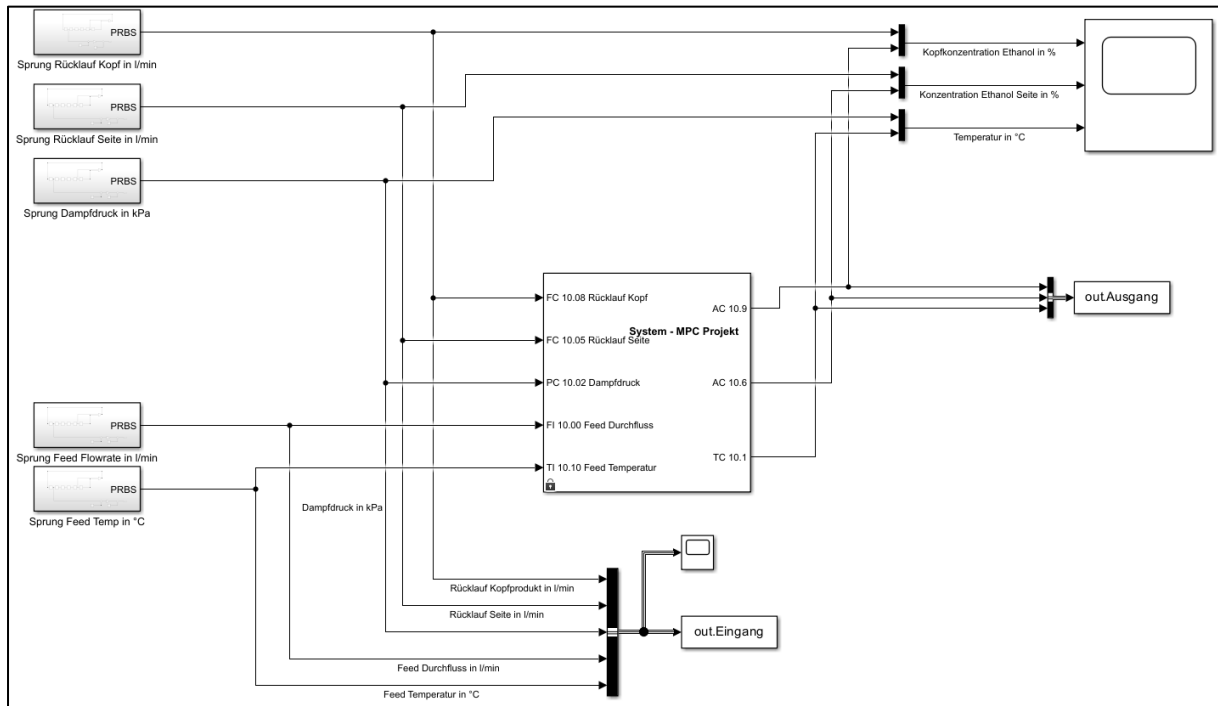 PRBS
Sprung Rücklauf Kopf in l/min
PRBS
Sprung Rücklauf Seite in l/min
PRBS
Sprung Dampfdruck in kPa
Kopfkonzentration Ethanol in %
Konzentration Ethanol Seite in %
Temperatur in °C
FC 10.08 Rücklauf Kopf
AC 10.9
System - MPC Projekt
FC 10.05 Rücklauf Seite
PC 10.02 Dampfdruck
AC 10.6
FI 10.00 Feed Durchfluss
TC 10.1
TI 10.10 Feed Temperatur
out.Ausgang
PRBS
Sprung Feed Flowrate in l/min
PRBS
Sprung Feed Temp in °C
Dampfdruck in kPa
Rücklauf Kopfprodukt in l/min
Rücklauf Seite in l/min
out.Eingang
Feed Durchfluss in l/min
Feed Temperatur in °C